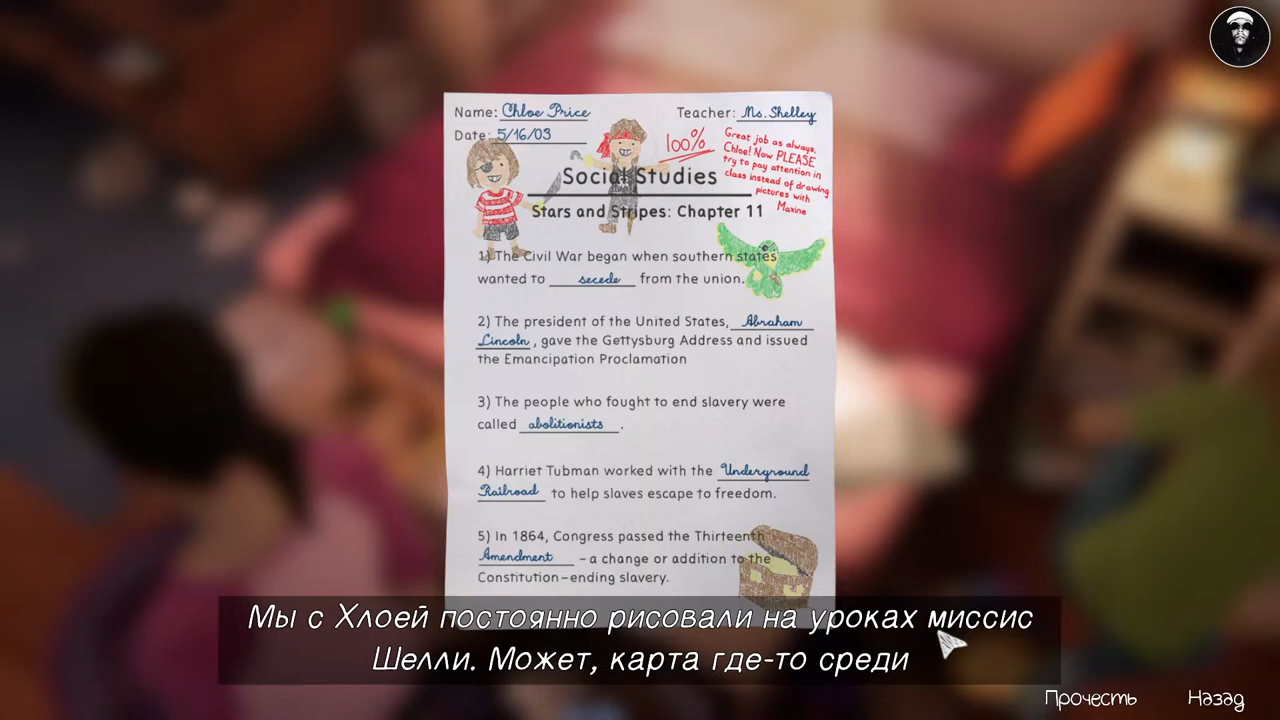 Name: Chloe Price
Teacher: Ms. Shelley
Date: 5/16/03
100%
Great job as always,
Chloe! Now PLEASE
try to pay attention in
class instead of drawing
pictures with
Maxine
Social Studies
Stars and Stripes: Chapter 11
1) The Civil War began when southern states
wanted to secede from the union.
2) The president of the United States, Abraham
Lincoln, gave the Gettysburg Address and issued
the Emancipation Proclamation
3) The people who fought to end slavery were
called abolitionists.
4) Harriet Tubman worked with the Underground
Railroad to help slaves escape to freedom.
5) In 1864, Congress passed the Thirteenth
Amendment – a change or addition to the
Constitution – ending slavery.
Мы с Хлоей постоянно рисовали на уроках миссис
Шелли. Может, карта где-то среди
Прочесть
Назад